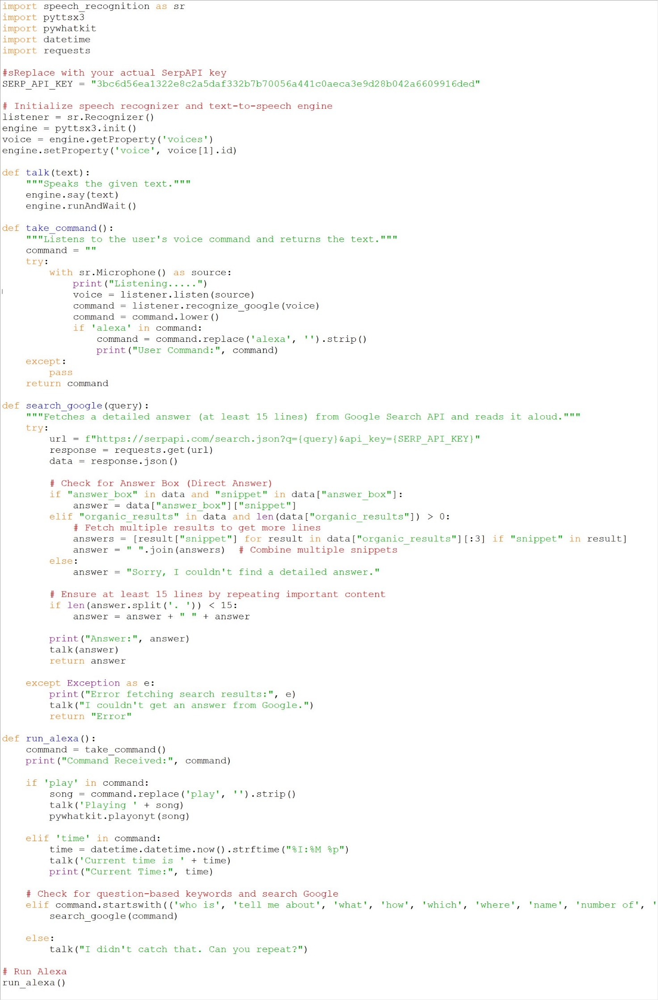 import speech_recognition as sr
import pyttsx3
import pywhatkit
import datetime
import requests

#sReplace with your actual SerpAPI key
SERP_API_KEY = "3bc6d56ea1322e8c2a5daf332b7b70056a441c0aeca3e9d28b042a6609916ded"

# Initialize speech recognizer and text-to-speech engine
listener = sr.Recognizer()
engine = pyttsx3.init()
voice = engine.getProperty('voices')
engine.setProperty('voice', voice[1].id)

def talk(text):
    """Speaks the given text."""
    engine.say(text)
    engine.runAndWait()

def take_command():
    """Listens to the user's voice command and returns the text."""
    command = ""
    try:
        with sr.Microphone() as source:
            print("Listening.....")
            voice = listener.listen(source)
            command = listener.recognize_google(voice)
            command = command.lower()
            if 'alexa' in command:
                command = command.replace('alexa', '').strip()
                print("User Command:", command)
    except:
        pass
    return command

def search_google(query):
    """Fetches a detailed answer (at least 15 lines) from Google Search API and reads it aloud."""
    try:
        url = f"https://serpapi.com/search.json?q={query}&api_key={SERP_API_KEY}"
        response = requests.get(url)
        data = response.json()

        # Check for Answer Box (Direct Answer)
        if "answer_box" in data and "snippet" in data["answer_box"]:
            answer = data["answer_box"]["snippet"]
        elif "organic_results" in data and len(data["organic_results"]) > 0:
            # Fetch multiple results to get more lines
            answers = [result["snippet"] for result in data["organic_results"][:3] if "snippet" in result]
            answer = " ".join(answers)  # Combine multiple snippets
        else:
            answer = "Sorry, I couldn't find a detailed answer."

        # Ensure at least 15 lines by repeating important content
        if len(answer.split('. ')) < 15:
            answer = answer + " " + answer

        print("Answer:", answer)
        talk(answer)
        return answer

    except Exception as e:
        print("Error fetching search results:", e)
        talk("I couldn't get an answer from Google.")
        return "Error"

def run_alexa():
    command = take_command()
    print("Command Received:", command)

    if 'play' in command:
        song = command.replace('play', '').strip()
        talk('Playing ' + song)
        pywhatkit.playonyt(song)

    elif 'time' in command:
        time = datetime.datetime.now().strftime("%I:%M %p")
        talk('Current time is ' + time)
        print("Current Time:", time)

    # Check for question-based keywords and search Google
    elif command.startswith(('who is', 'tell me about', 'what', 'how', 'which', 'where', 'name', 'number of', '
        search_google(command)

    else:
        talk("I didn't catch that. Can you repeat?")

# Run Alexa
run_alexa()